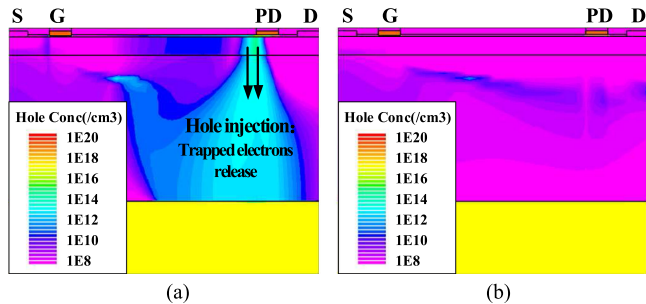 S G PD D S G PD D
Hole injection:
Trapped electrons
release
Hole Conc(/cm3)
1E20
1E18
1E16
1E14
1E12
1E10
1E8
Hole Conc(/cm3)
1E20
1E18
1E16
1E14
1E12
1E10
1E8
(a) (b)